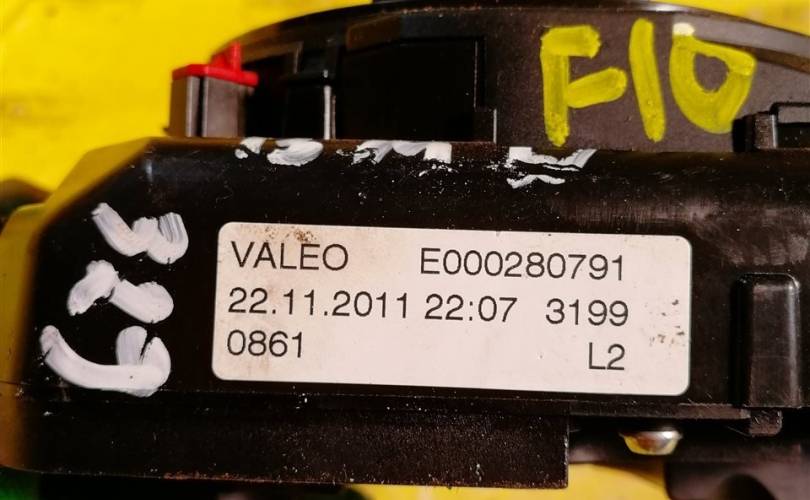 F10
VALEO E000280791
22.11.2011 22:07 3199
0861 L2